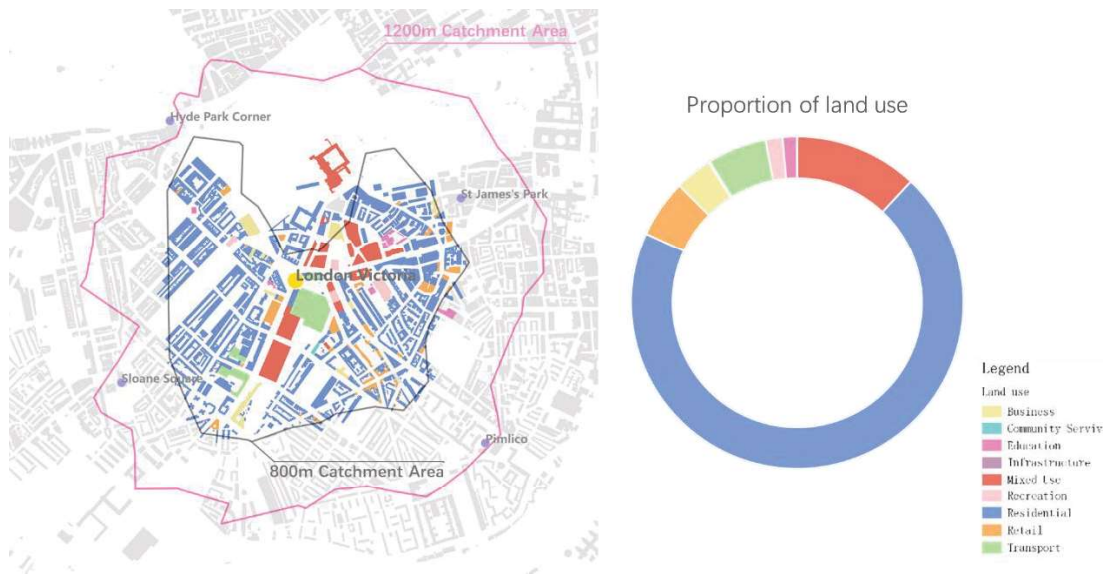 1200m Catchment Area
Hyde Park Corner
St James's Park
London Victoria
Sloane Square
Pimlico
800m Catchment Area
Proportion of land use
Legend
Land use
Business
Community Serviv
Education
Infrastructure
Mixed Use
Recreation
Residential
Retail
Transport